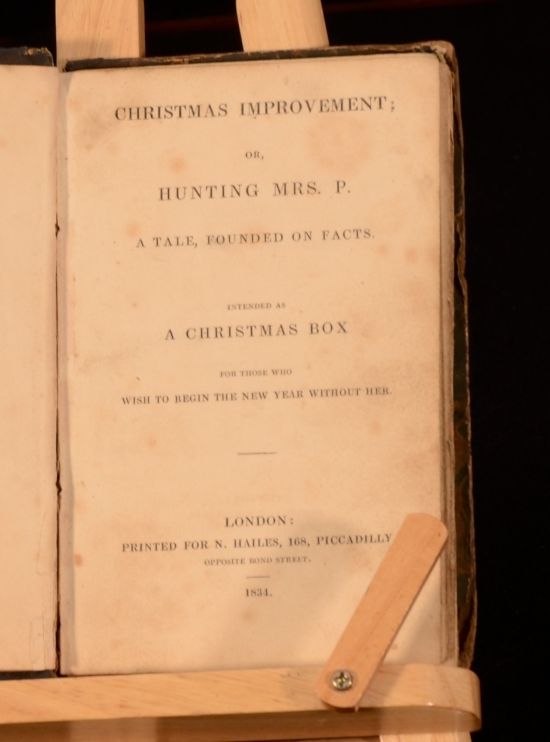 CHRISTMAS IMPROVEMENT;
OR,
HUNTING MRS. P.
A TALE, FOUNDED ON FACTS.
INTENDED AS
A CHRISTMAS BOX
FOR THOSE WHO
WISH TO BEGIN THE NEW YEAR WITHOUT HER.
LONDON:
PRINTED FOR N. HAILES, 168, PICCADILLY
OPPOSITE BOND STREET.
1834.